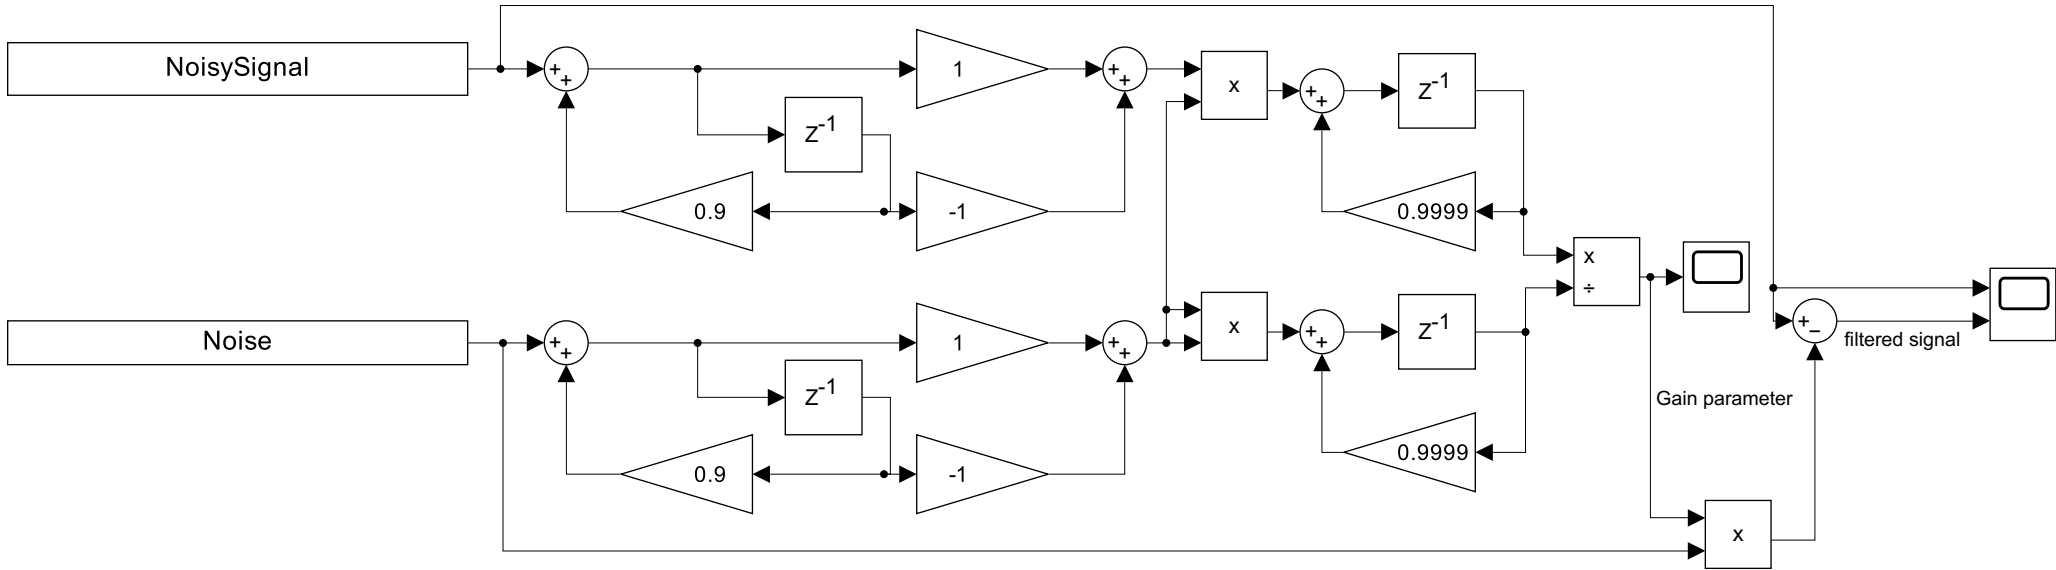 NoisySignal
+
+
1
+
+
x
+
+
Z-1
Z-1
0.9
-1
0.9999
x
÷
Noise
+
+
1
+
+
x
+
+
Z-1
+
−
filtered signal
Z-1
Gain parameter
0.9
-1
0.9999
x